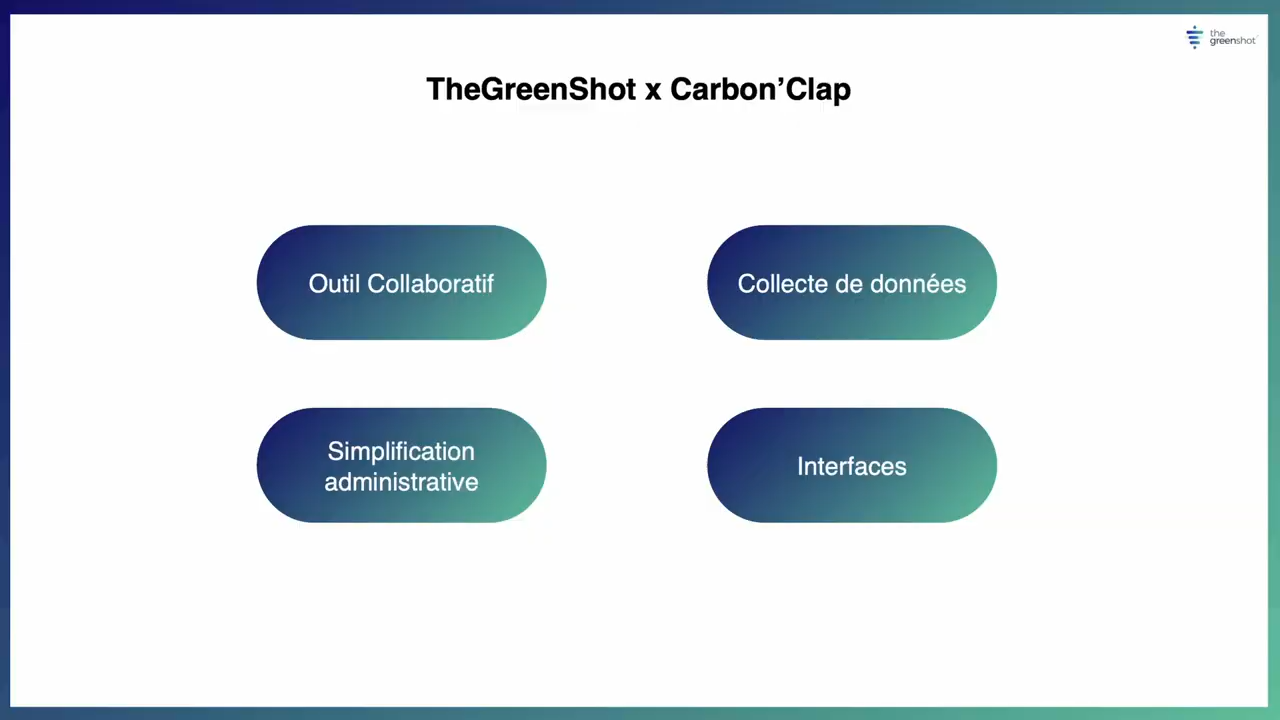 the
greenshot
TheGreenShot x Carbon’Clap
Outil Collaboratif
Collecte de données
Simplification
administrative
Interfaces